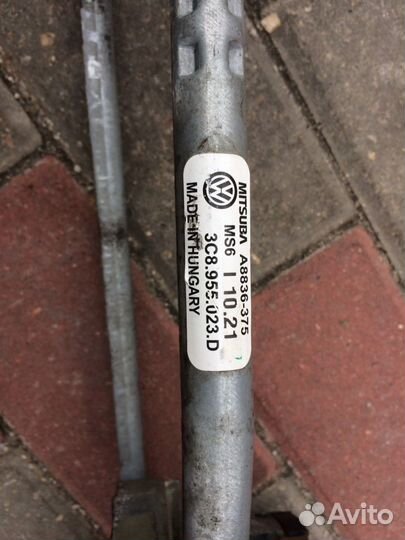 MITSUBA A8836-375
MS6 I 10.21
3C8.955.023.D
MADE IN HUNGARY
Avito